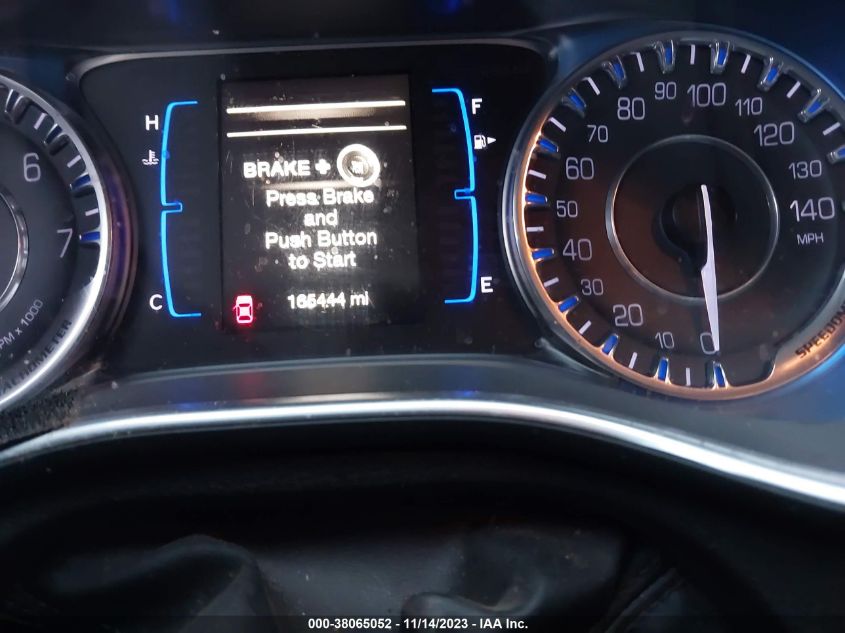 6
7
RPM x 1000
TACHOMETER
H
C
BRAKE +
Press Brake
and
Push Button
to Start
165444 mi
F
E
0
10
20
30
40
50
60
70
80
90
100
110
120
130
140
MPH
000-38065052 - 11/14/2023 - IAA Inc.